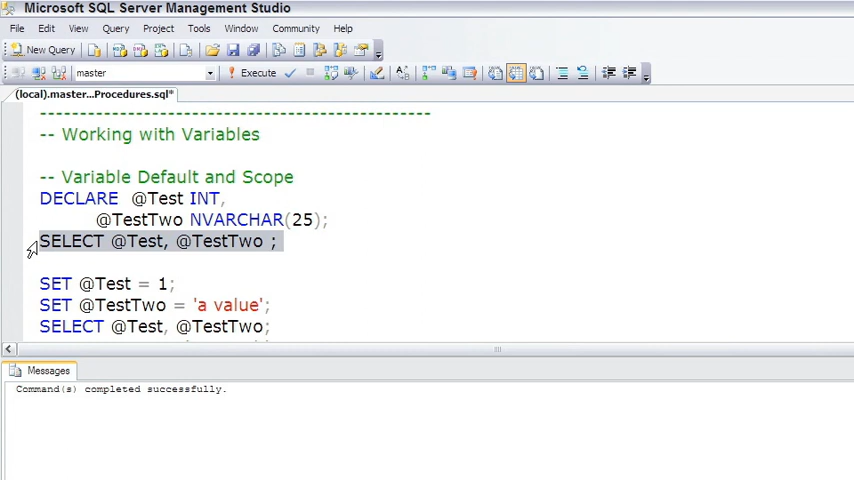 Microsoft SQL Server Management Studio
File Edit View Query Project Tools Window Community Help
New Query
master Execute
(local).master...Procedures.sql*
------------------------------------------------
-- Working with Variables
-- Variable Default and Scope
DECLARE @Test INT,
@TestTwo NVARCHAR(25);
SELECT @Test, @TestTwo ;
SET @Test = 1;
SET @TestTwo = 'a value';
SELECT @Test, @TestTwo;
Messages
Command(s) completed successfully.